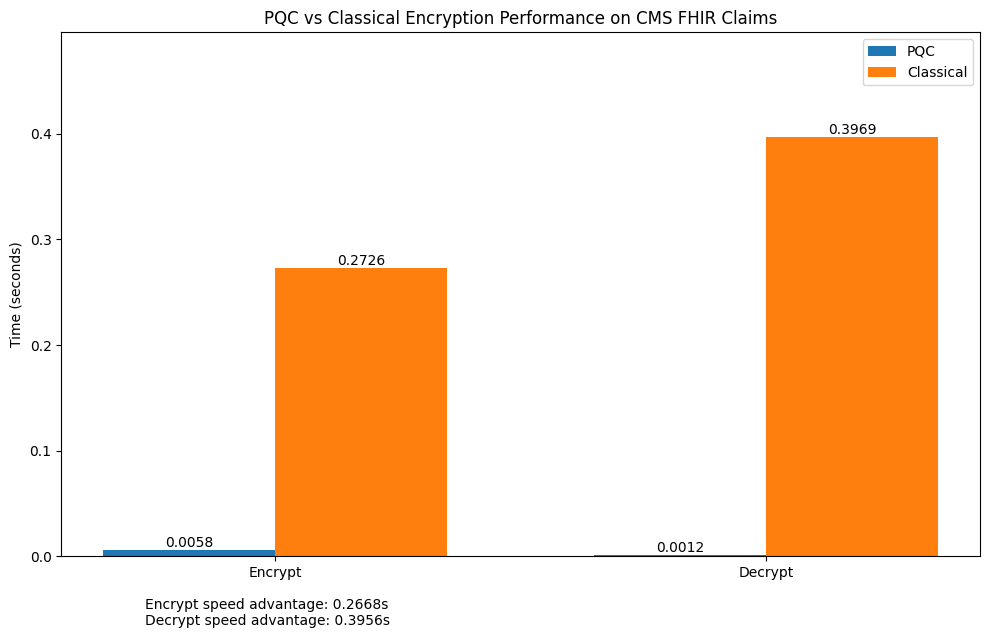 PQC vs Classical Encryption Performance on CMS FHIR Claims
PQC
Classical
Time (seconds)
0.4
0.3
0.2
0.1
0.0
0.0058
0.2726
0.0012
0.3969
Encrypt
Decrypt
Encrypt speed advantage: 0.2668s
Decrypt speed advantage: 0.3956s